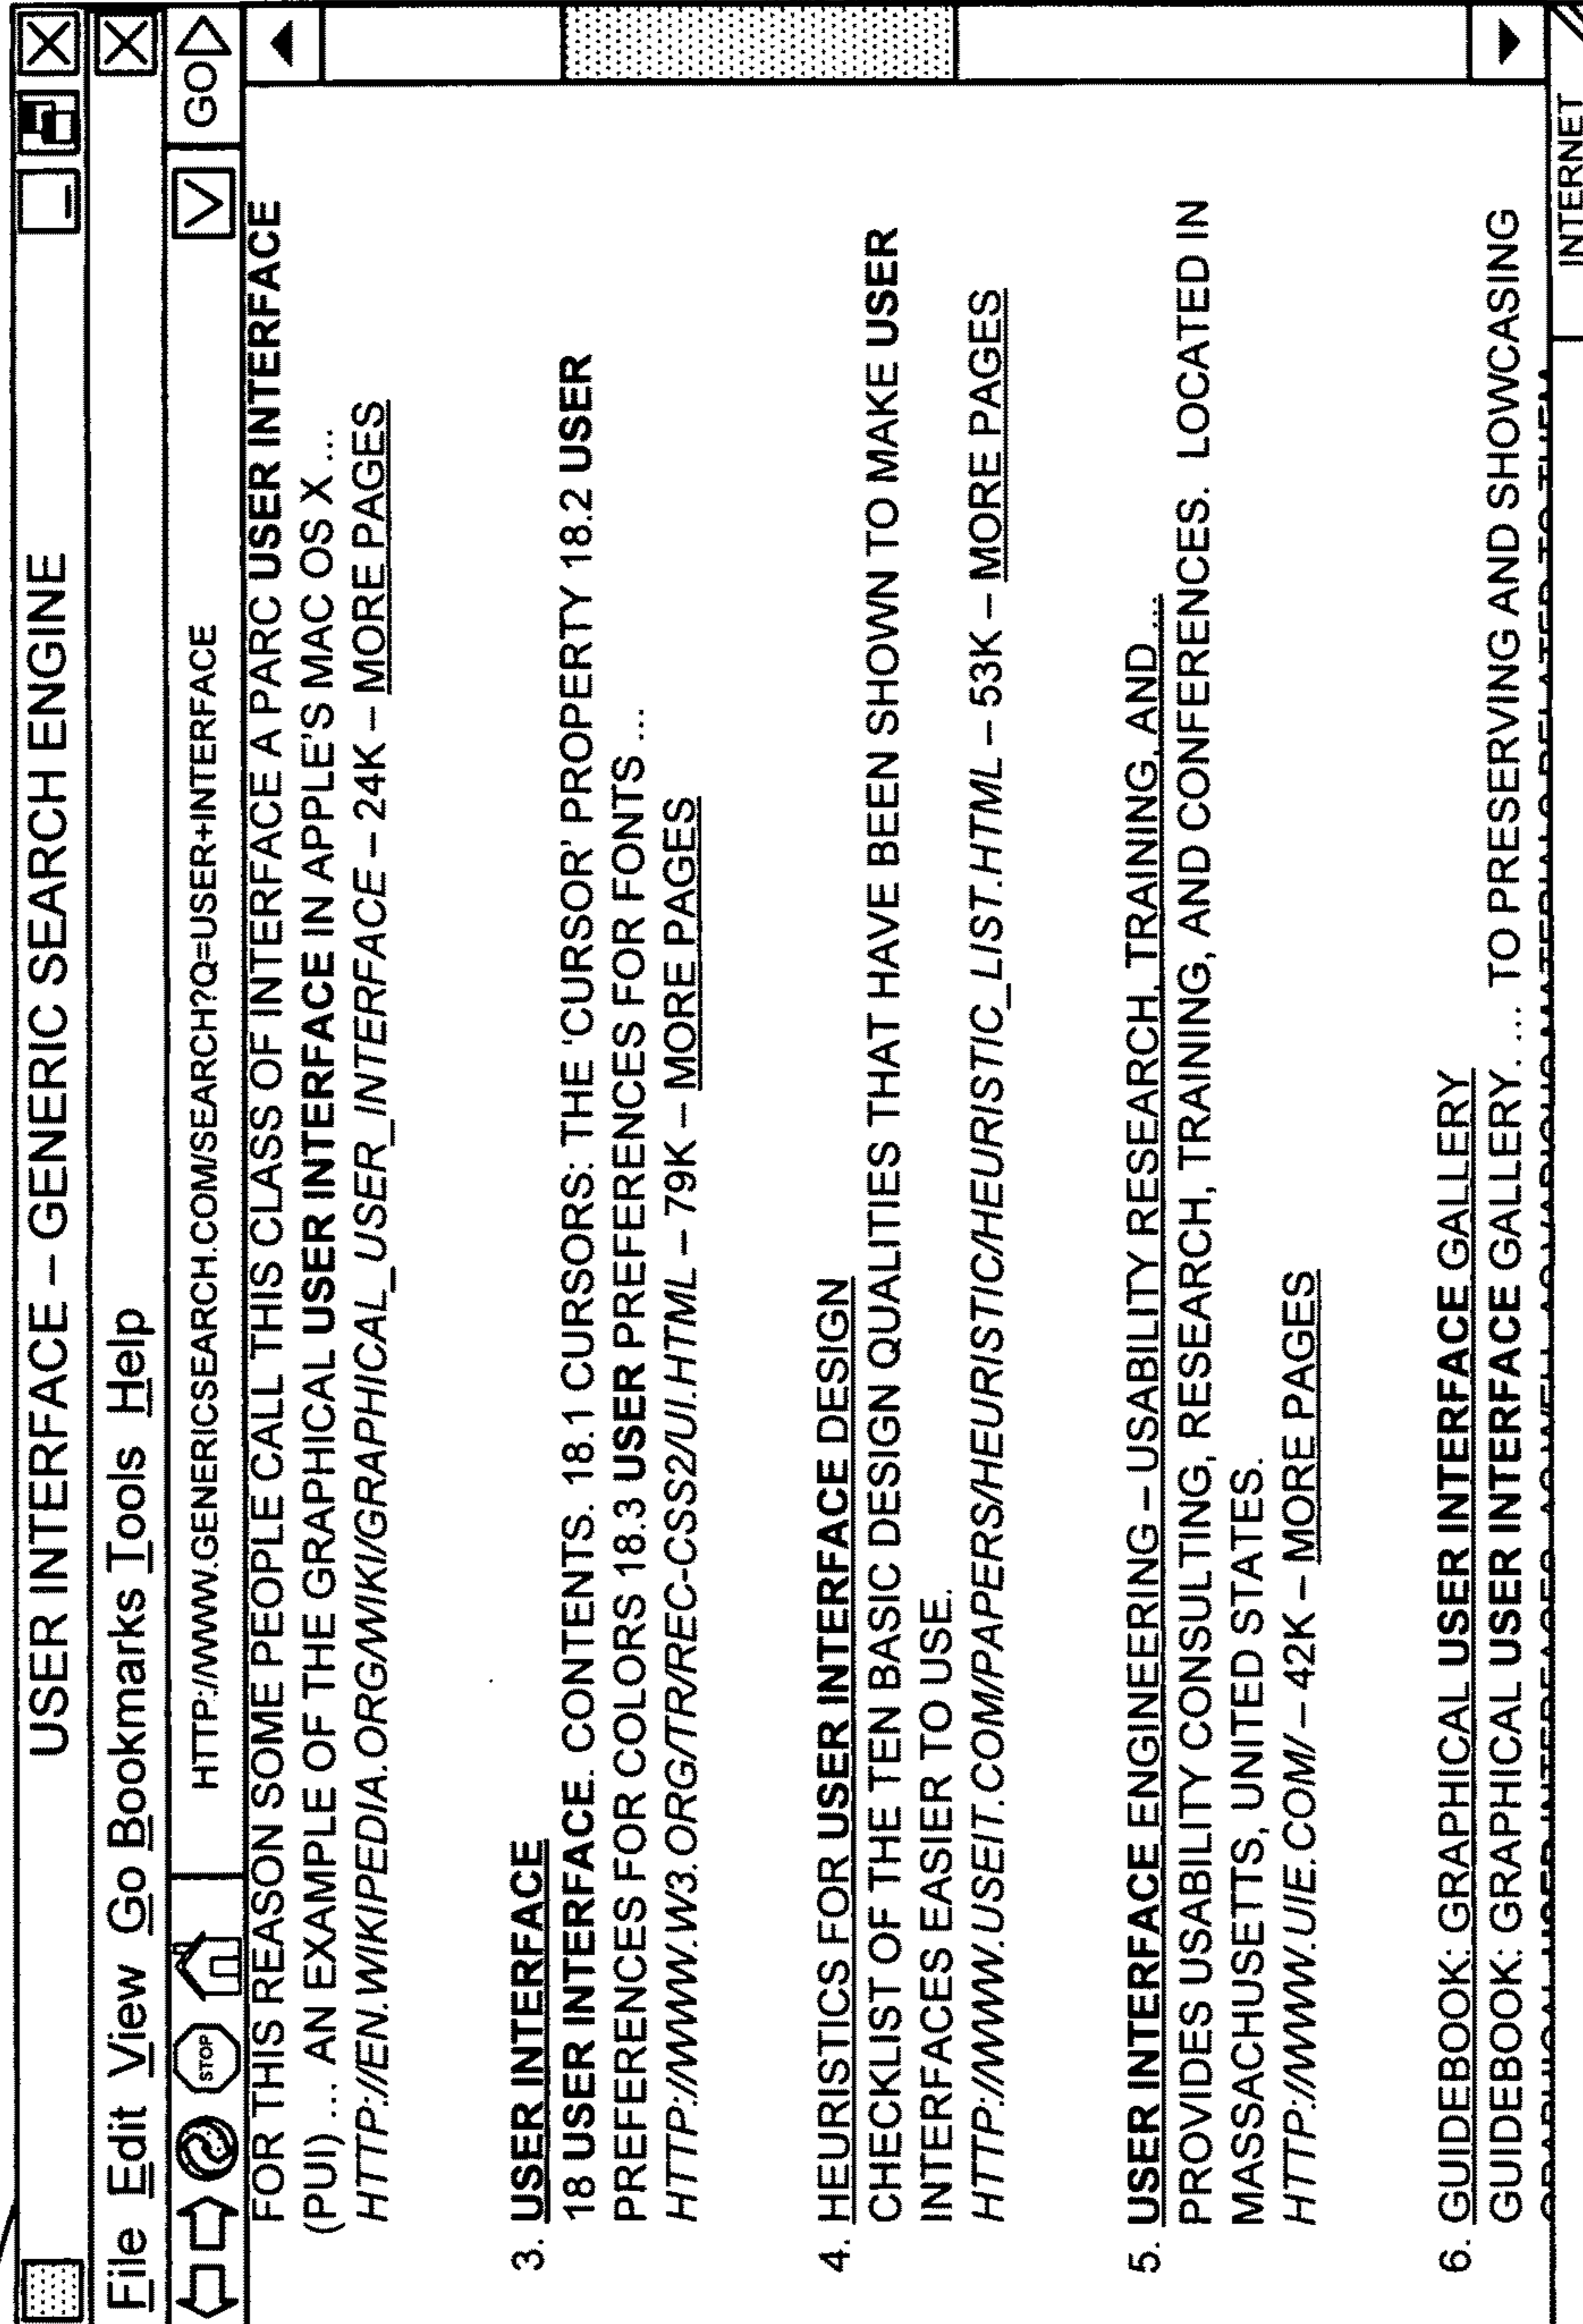 USER INTERFACE – GENERIC SEARCH ENGINE
File Edit View Go Bookmarks Tools Help
STOP HTTP://WWW.GENERICSEARCH.COM/SEARCH?Q=USER+INTERFACE GO
FOR THIS REASON SOME PEOPLE CALL THIS CLASS OF INTERFACE A PARC USER INTERFACE
(PUI) ... AN EXAMPLE OF THE GRAPHICAL USER INTERFACE IN APPLE'S MAC OS X ...
HTTP://EN.WIKIPEDIA.ORG/WIKI/GRAPHICAL_USER_INTERFACE – 24K – MORE PAGES
3. USER INTERFACE
18 USER INTERFACE. CONTENTS. 18.1 CURSORS: THE 'CURSOR' PROPERTY 18.2 USER
PREFERENCES FOR COLORS 18.3 USER PREFERENCES FOR FONTS ...
HTTP://WWW.W3.ORG/TR/REC-CSS2/UI.HTML – 79K – MORE PAGES
4. HEURISTICS FOR USER INTERFACE DESIGN
CHECKLIST OF THE TEN BASIC DESIGN QUALITIES THAT HAVE BEEN SHOWN TO MAKE USER
INTERFACES EASIER TO USE.
HTTP://WWW.USEIT.COM/PAPERS/HEURISTIC/HEURISTIC_LIST.HTML – 53K – MORE PAGES
5. USER INTERFACE ENGINEERING – USABILITY RESEARCH, TRAINING, AND ...
PROVIDES USABILITY CONSULTING, RESEARCH, TRAINING, AND CONFERENCES. LOCATED IN
MASSACHUSETTS, UNITED STATES.
HTTP://WWW.UIE.COM/ – 42K – MORE PAGES
6. GUIDEBOOK: GRAPHICAL USER INTERFACE GALLERY
GUIDEBOOK: GRAPHICAL USER INTERFACE GALLERY. ... TO PRESERVING AND SHOWCASING
INTERNET